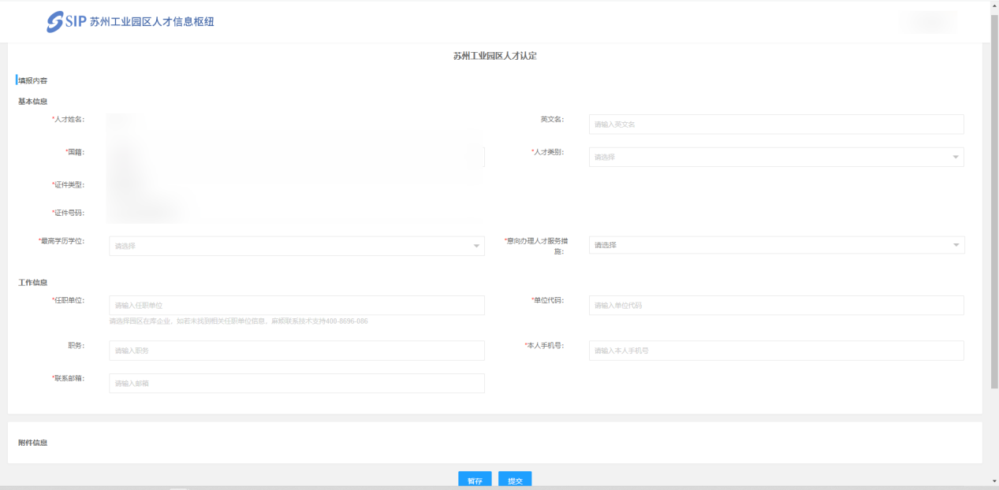 SIP 苏州工业园区人才信息枢纽
苏州工业园区人才认定
填报内容
基本信息
*人才姓名：
英文名：
请输入英文名
*国籍：
*人才类别：
请选择
*证件类型：
*证件号码：
*最高学历学位：
请选择
*意向办理人才服务措
施：
请选择
工作信息
*任职单位：
请输入任职单位
*单位代码：
请输入单位代码
请选择园区在库企业，如若未找到相关任职单位信息，麻烦联系技术支持400-8696-086
职务：
请输入职务
*本人手机号：
请输入本人手机号
*联系邮箱：
请输入邮箱
附件信息
暂存
提交